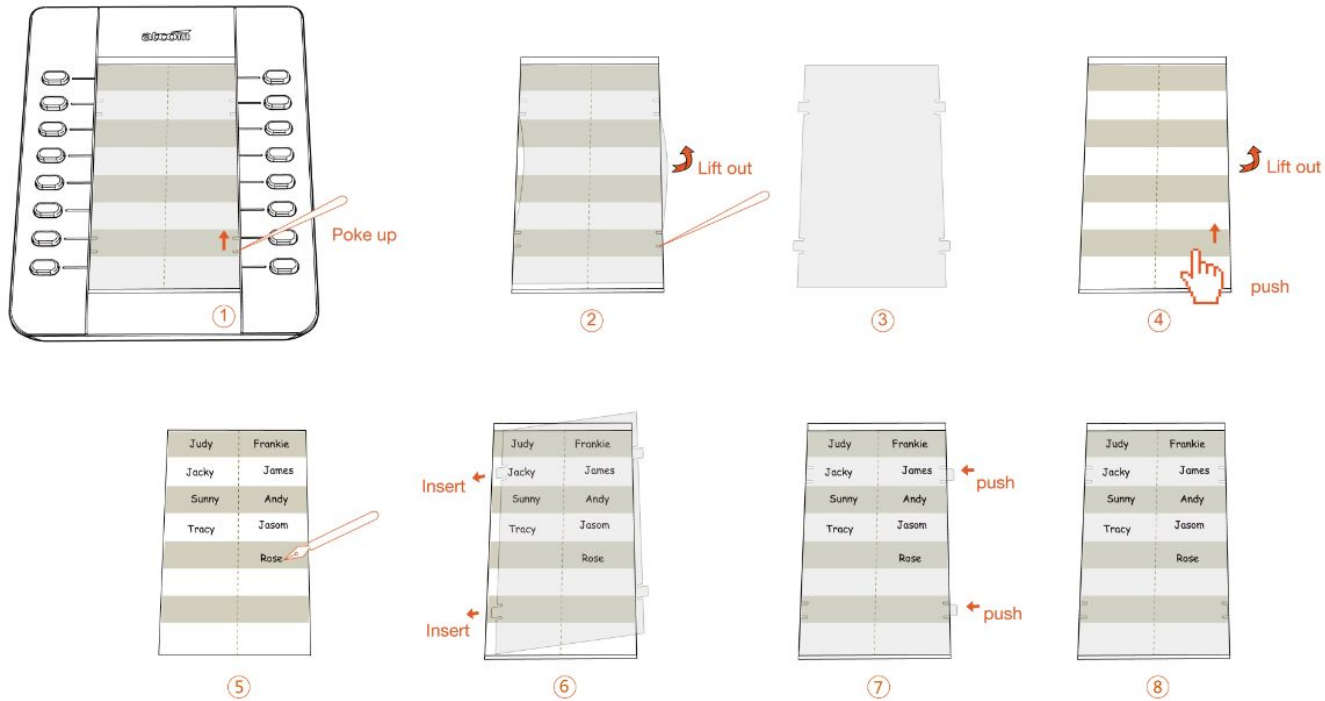 atcom
Poke up
①
Lift out
②
③
Lift out
push
④
Judy Frankie
Jacky James
Sunny Andy
Tracy Jasom
Rose
⑤
Judy Frankie
Insert Jacky James
Sunny Andy
Tracy Jasom
Rose
Insert
⑥
Judy Frankie
Jacky James push
Sunny Andy
Tracy Jasom
Rose
push
⑦
Judy Frankie
Jacky James
Sunny Andy
Tracy Jasom
Rose
⑧